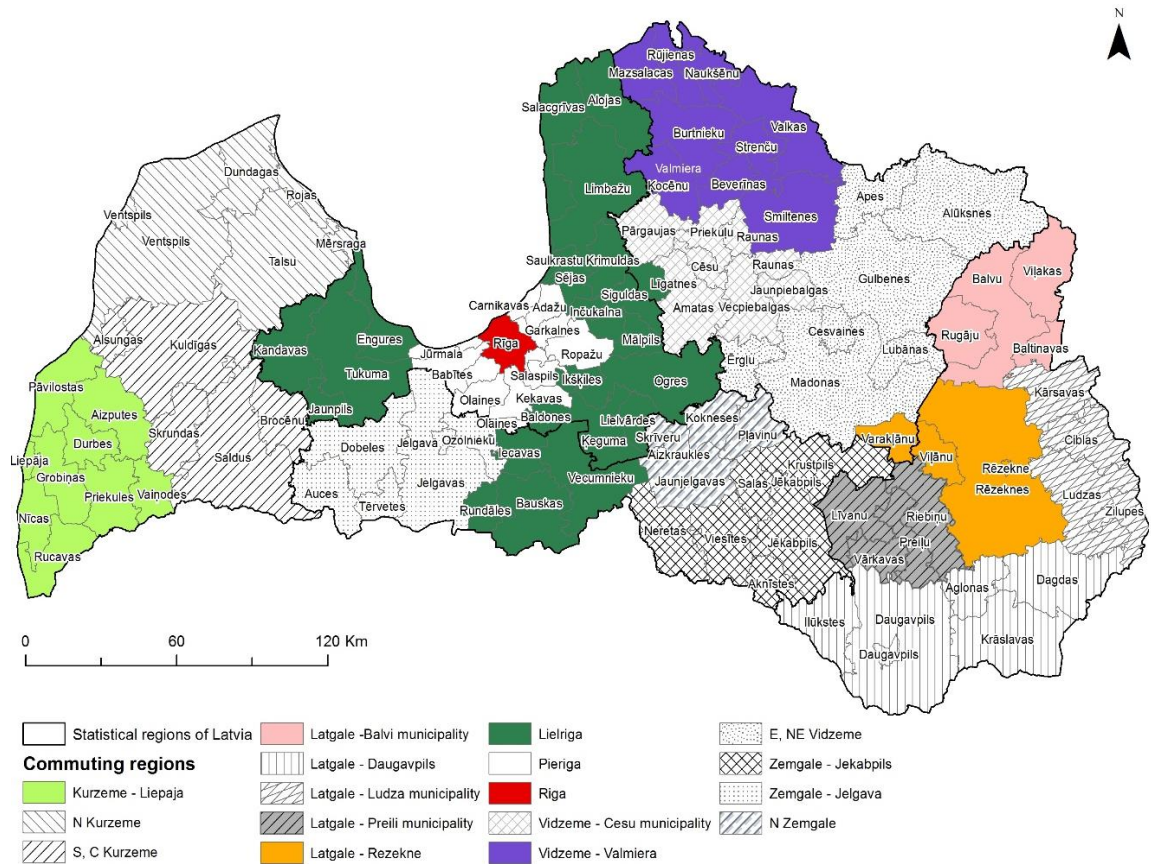 N
Rūjienas
Mazsalacas
Naukšēnu
Salacgrīvas
Alojas
Burtnieku
Valkas
Strenču
Dundagas
Valmiera
Kocēnu
Beverīnas
Limbažu
Apes
Rojas
Alūksnes
Ventspils
Smiltenes
Pārgaujas
Priekuļu
Raunas
Mērsraga
Ventspils
Talsu
Saulkrastu
Krimuldas
Sējas
Cēsu
Raunas
Līgatnes
Gulbenes
Balvu
Viļakas
Jaunpiebalgas
Siguldas
Carnikavas
Ādažu
Inčukalna
Amatas
Vecpiebalgas
Alsungas
Kuldīgas
Engures
Garkalnes
Cesvaines
Rugāju
Kandavas
Jūrmala
Rīga
Mālpils
Lubānas
Baltinavas
Ropažu
Ērgļu
Tukuma
Babītes
Salaspils
Ikšķiles
Ogres
Madonas
Pāvilostas
Kārsavas
Aizputes
Jaunpils
Olaines
Ķekavas
Brocēnu
Olaines
Baldones
Lielvārdes
Kokneses
Skrundas
Durbes
Dobeles
Jelgava
Ozolnieku
Ķeguma
Skrīveru
Pļaviņu
Varakļānu
Ciblas
Liepāja
Saldus
Iecavas
Aizkraukles
Viļānu
Grobiņas
Krustpils
Rēzekne
Vecumnieku
Jaunjelgavas
Salas
Jēkabpils
Rēzeknes
Ludzas
Priekules
Vaiņodes
Auces
Jelgavas
Bauskas
Nīcas
Tērvetes
Rundāles
Līvānu
Riebiņu
Zilupes
Neretas
Viesītes
Jēkabpils
Preiļu
Rucavas
Vārkavas
Aknīstes
Aglonas
Dagdas
Ilūkstes
Daugavpils
Krāslavas
Daugavpils
0 60 120 Km
Statistical regions of Latvia
Commuting regions
Kurzeme - Liepaja
N Kurzeme
S, C Kurzeme
Latgale -Balvi municipality
Latgale - Daugavpils
Latgale - Ludza municipality
Latgale - Preili municipality
Latgale - Rezekne
Lielriga
Pieriga
Riga
Vidzeme - Cesu municipality
Vidzeme - Valmiera
E, NE Vidzeme
Zemgale - Jekabpils
Zemgale - Jelgava
N Zemgale